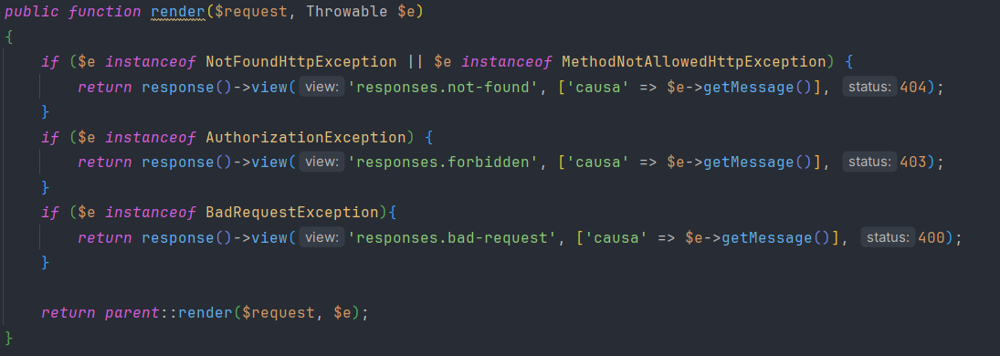 public function render($request, Throwable $e)
{
    if ($e instanceof NotFoundHttpException || $e instanceof MethodNotAllowedHttpException) {
        return response()->view( view: 'responses.not-found', ['causa' => $e->getMessage()], status: 404);
    }
    if ($e instanceof AuthorizationException) {
        return response()->view( view: 'responses.forbidden', ['causa' => $e->getMessage()], status: 403);
    }
    if ($e instanceof BadRequestException){
        return response()->view( view: 'responses.bad-request', ['causa' => $e->getMessage()], status: 400);
    }

    return parent::render($request, $e);
}